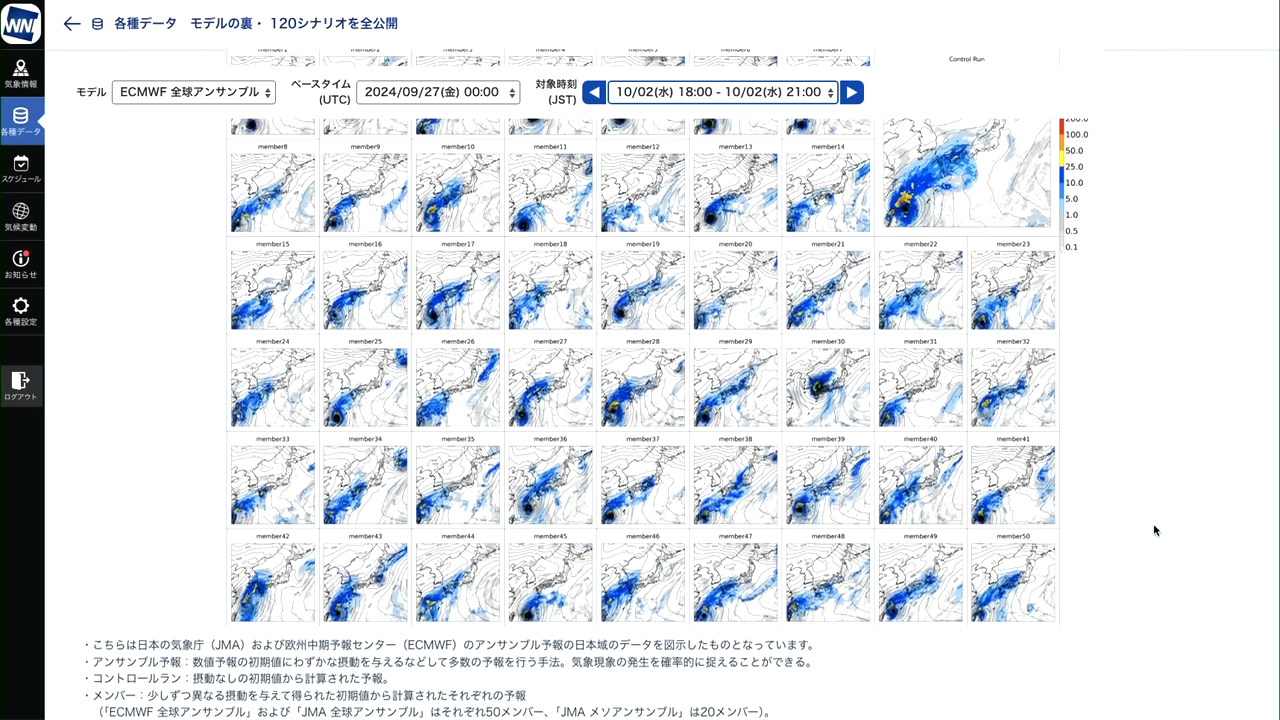 WN
各種データ モデルの裏・ 120シナリオを全公開
member1 member2 member3 member4 member5 member6 member7
Control Run
モデル ECMWF 全球アンサンブル ベースタイム (UTC) 2024/09/27(金) 00:00 対象時刻 (JST) 10/02(水) 18:00 - 10/02(水) 21:00
気象情報
各種データ
スケジュール
気候変動
お知らせ
各種設定
ログアウト
200.0
100.0
50.0
25.0
10.0
5.0
1.0
0.5
0.1
member8 member9 member10 member11 member12 member13 member14
member15 member16 member17 member18 member19 member20 member21 member22 member23
member24 member25 member26 member27 member28 member29 member30 member31 member32
member33 member34 member35 member36 member37 member38 member39 member40 member41
member42 member43 member44 member45 member46 member47 member48 member49 member50
・こちらは日本の気象庁（JMA）および欧州中期予報センター（ECMWF）のアンサンブル予報の日本域のデータを図示したものとなっています。
・アンサンブル予報：数値予報の初期値にわずかな摂動を与えるなどして多数の予報を行う手法。気象現象の発生を確率的に捉えることができる。
・コントロールラン：摂動なしの初期値から計算された予報。
・メンバー：少しずつ異なる摂動を与えて得られた初期値から計算されたそれぞれの予報
（「ECMWF 全球アンサンブル」および「JMA 全球アンサンブル」はそれぞれ50メンバー、「JMA メソアンサンブル」は20メンバー）。